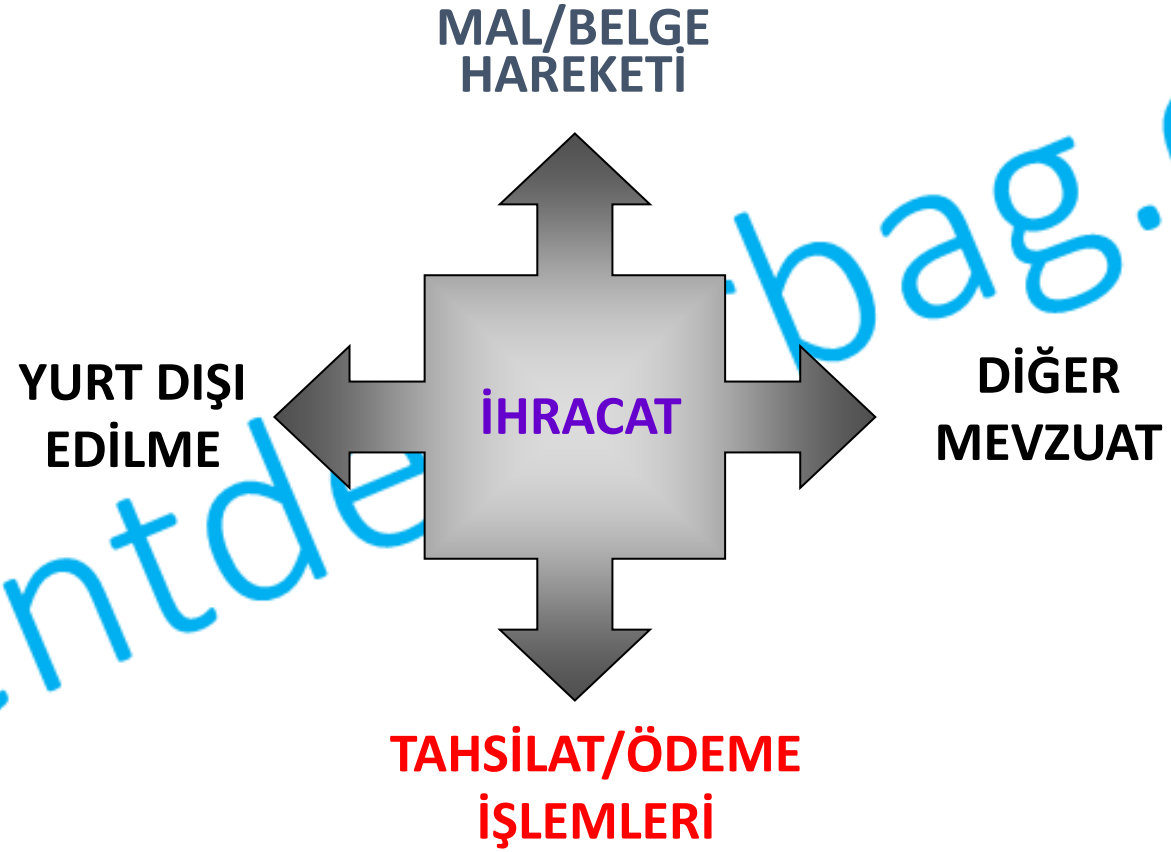 MAL/BELGE
HAREKETİ
YURT DIŞI
EDİLME
İHRACAT
DİĞER
MEVZUAT
TAHSİLAT/ÖDEME
İŞLEMLERİ